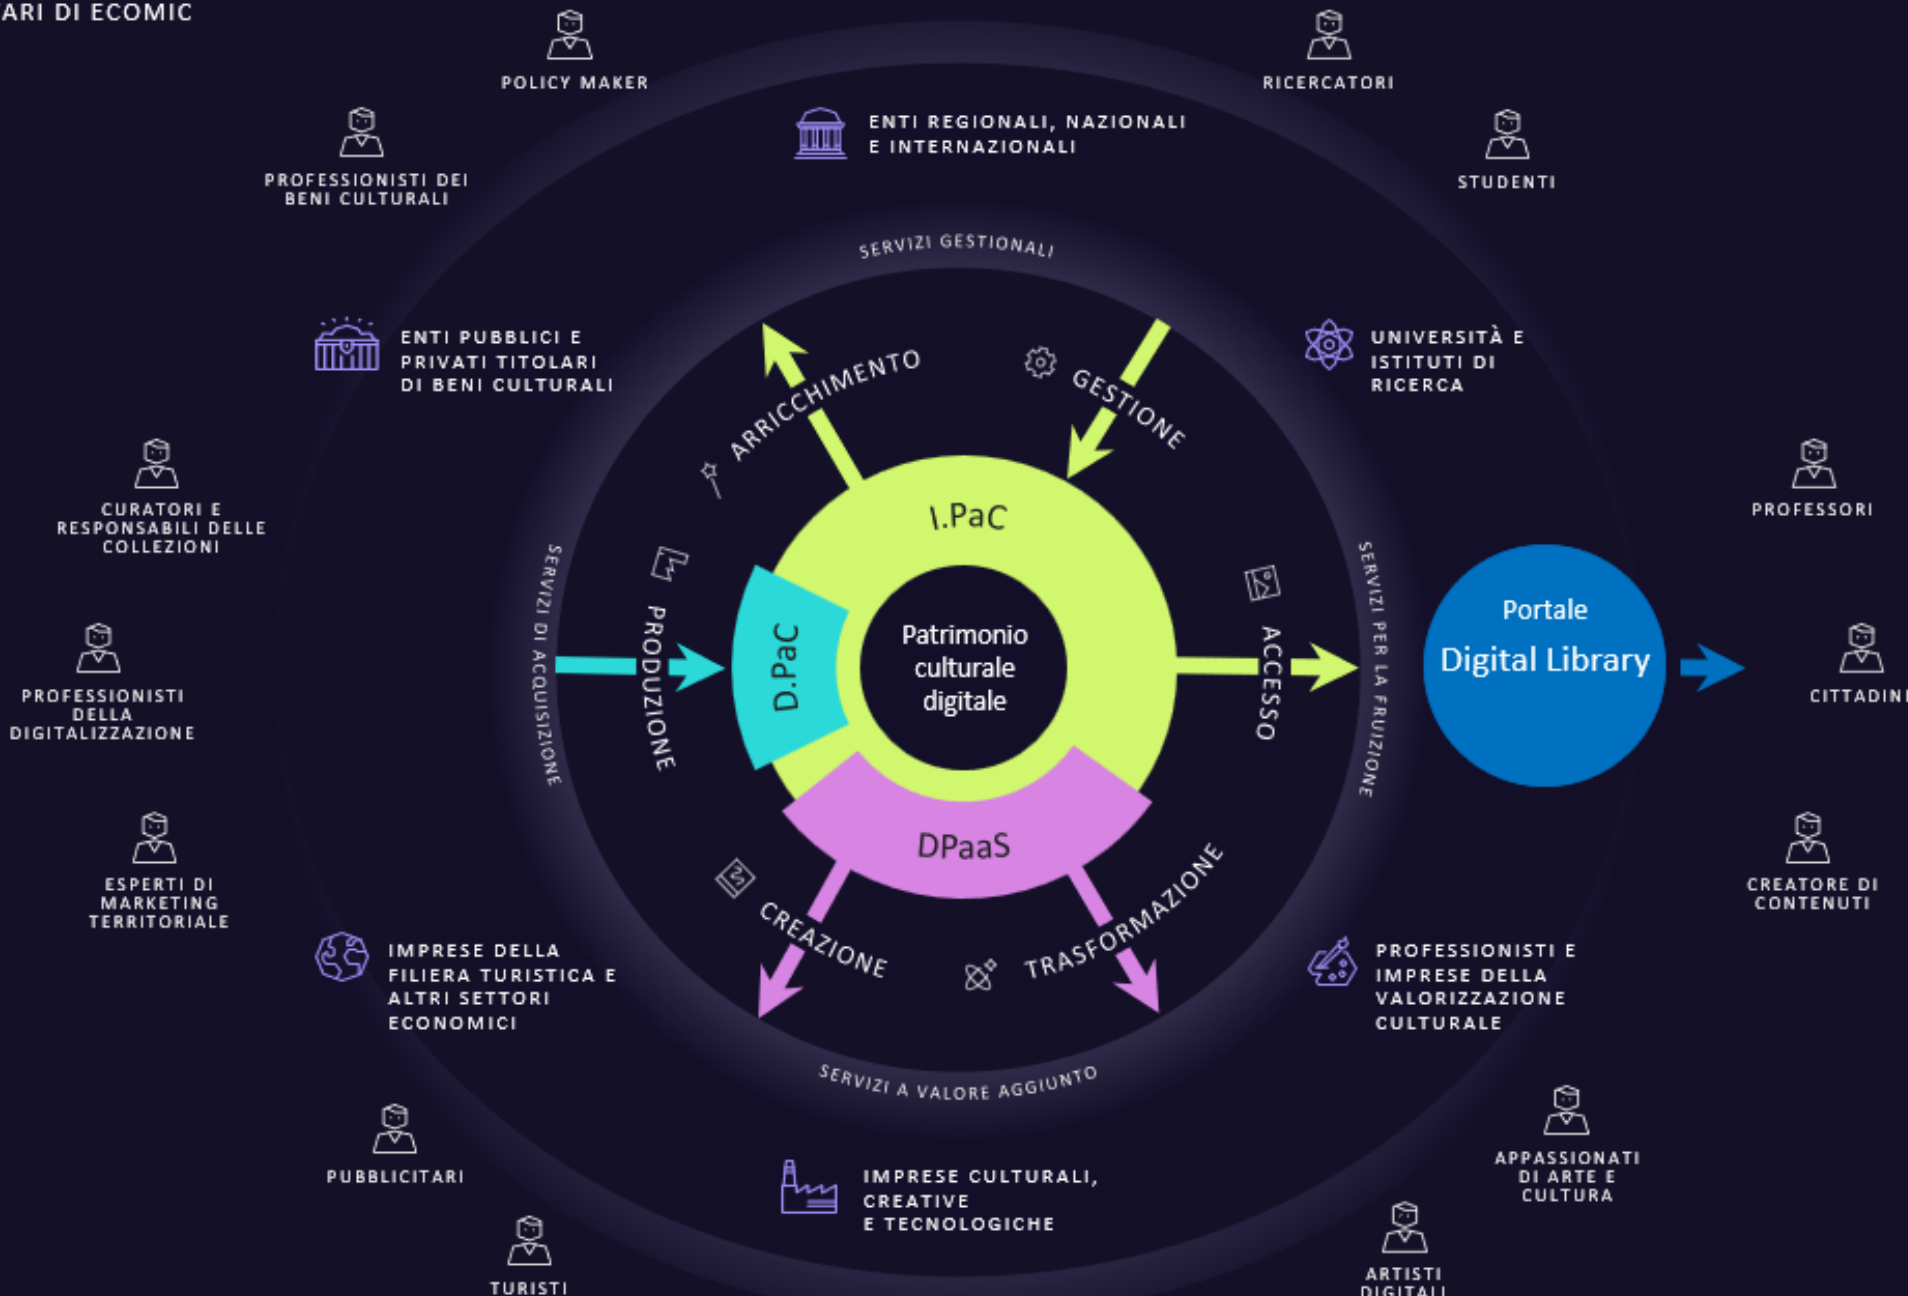 DI ECOMIC
POLICY MAKER
RICERCATORI
PROFESSIONISTI DEI
BENI CULTURALI
ENTI REGIONALI, NAZIONALI
E INTERNAZIONALI
STUDENTI
SERVIZI GESTIONALI
ENTI PUBBLICI E
PRIVATI TITOLARI
DI BENI CULTURALI
ARRICCHIMENTO
GESTIONE
UNIVERSITÀ E
ISTITUTI DI
RICERCA
CURATORI E
RESPONSABILI DELLE
COLLEZIONI
I.PaC
PROFESSORI
SERVIZI DI ACQUISIZIONE
PRODUZIONE
D.PaC
Patrimonio
culturale
digitale
ACCESSO
SERVIZI PER LA FRUIZIONE
Portale
Digital Library
CITTADINI
PROFESSIONISTI
DELLA
DIGITALIZZAZIONE
DPaaS
ESPERTI DI
MARKETING
TERRITORIALE
CREAZIONE
TRASFORMAZIONE
CREATORE DI
CONTENUTI
IMPRESE DELLA
FILIERA TURISTICA E
ALTRI SETTORI
ECONOMICI
PROFESSIONISTI E
IMPRESE DELLA
VALORIZZAZIONE
CULTURALE
SERVIZI A VALORE AGGIUNTO
PUBBLICITARI
IMPRESE CULTURALI,
CREATIVE
E TECNOLOGICHE
APPASSIONATI
DI ARTE E
CULTURA
TURISTI
ARTISTI
DIGITALI